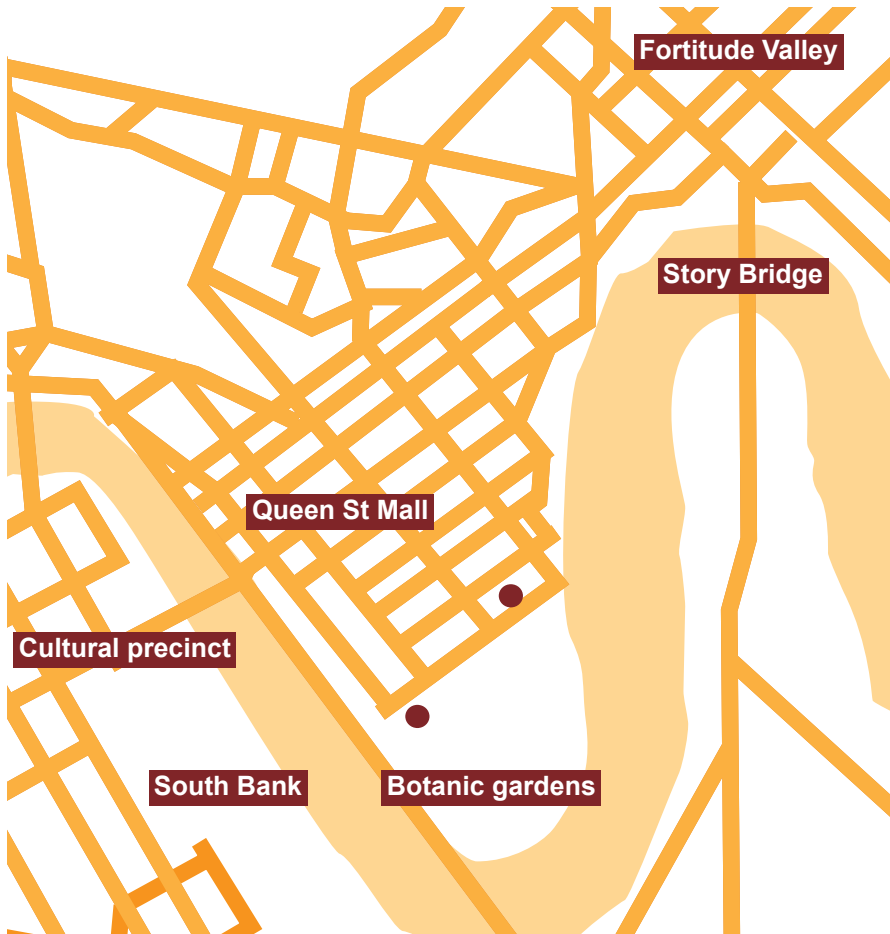 Fortitude Valley
Story Bridge
Queen St Mall
Cultural precinct
South Bank
Botanic gardens